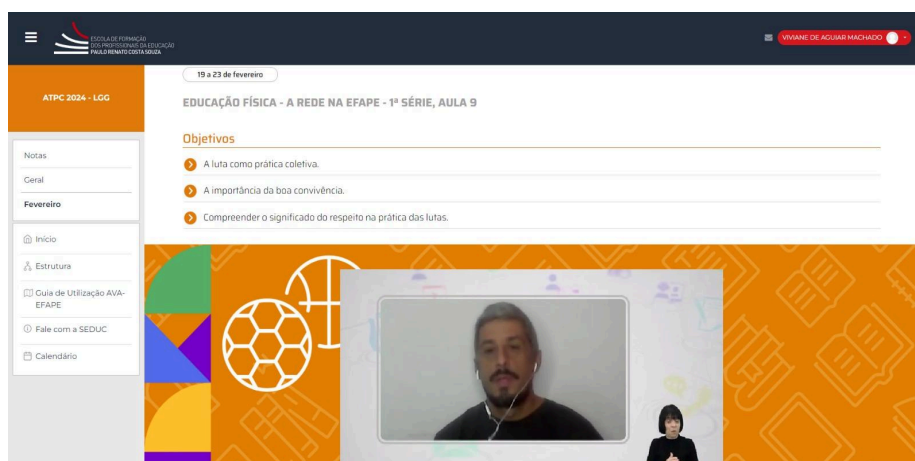 ESCOLA DE FORMAÇÃO
DOS PROFISSIONAIS DA EDUCAÇÃO
PAULO RENATO COSTA SOUZA
VIVIANE DE AGUIAR MACHADO
ATPC 2024 - LGG
19 a 23 de fevereiro
EDUCAÇÃO FÍSICA - A REDE NA EFAPE - 1ª SÉRIE, AULA 9
Objetivos
A luta como prática coletiva.
A importância da boa convivência.
Compreender o significado do respeito na prática das lutas.
Notas
Geral
Fevereiro
Início
Estrutura
Guia de Utilização AVA-
EFAPE
Fale com a SEDUC
Calendário